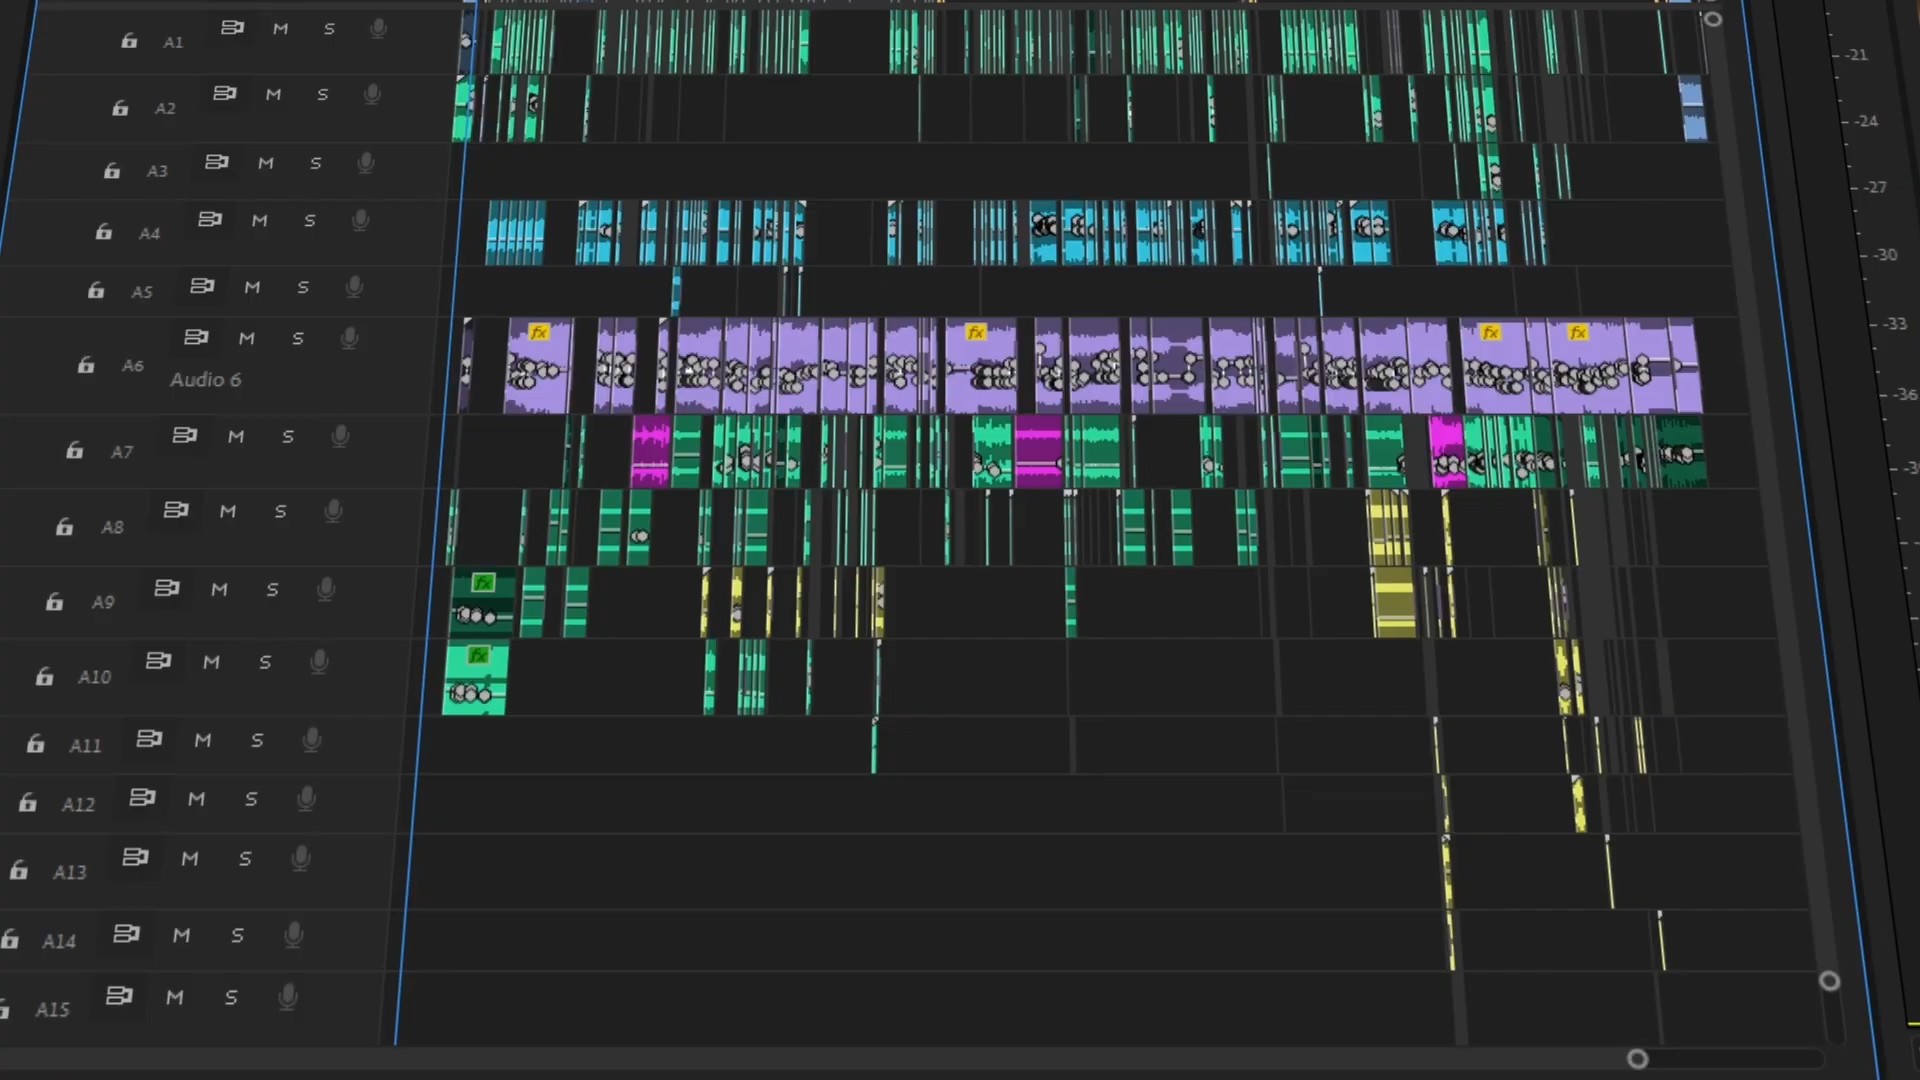 A1 M S
A2 M S
A3 M S
A4 M S
A5 M S
A6 M S
Audio 6
A7 M S
A8 M S
A9 M S
A10 M S
A11 M S
A12 M S
A13 M S
A14 M S
A15 M S
fx fx fx fx
fx
fx
-21
-24
-27
-30
-33
-36